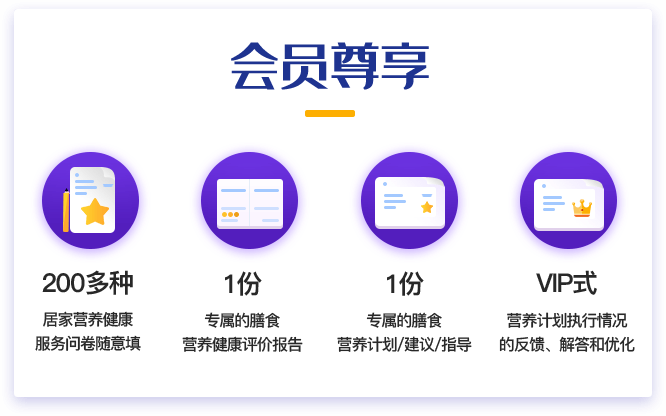 会员尊享
200多种
居家营养健康
服务问卷随意填
1份
专属的膳食
营养健康评价报告
1份
专属的膳食
营养计划/建议/指导
VIP式
营养计划执行情况
的反馈、解答和优化